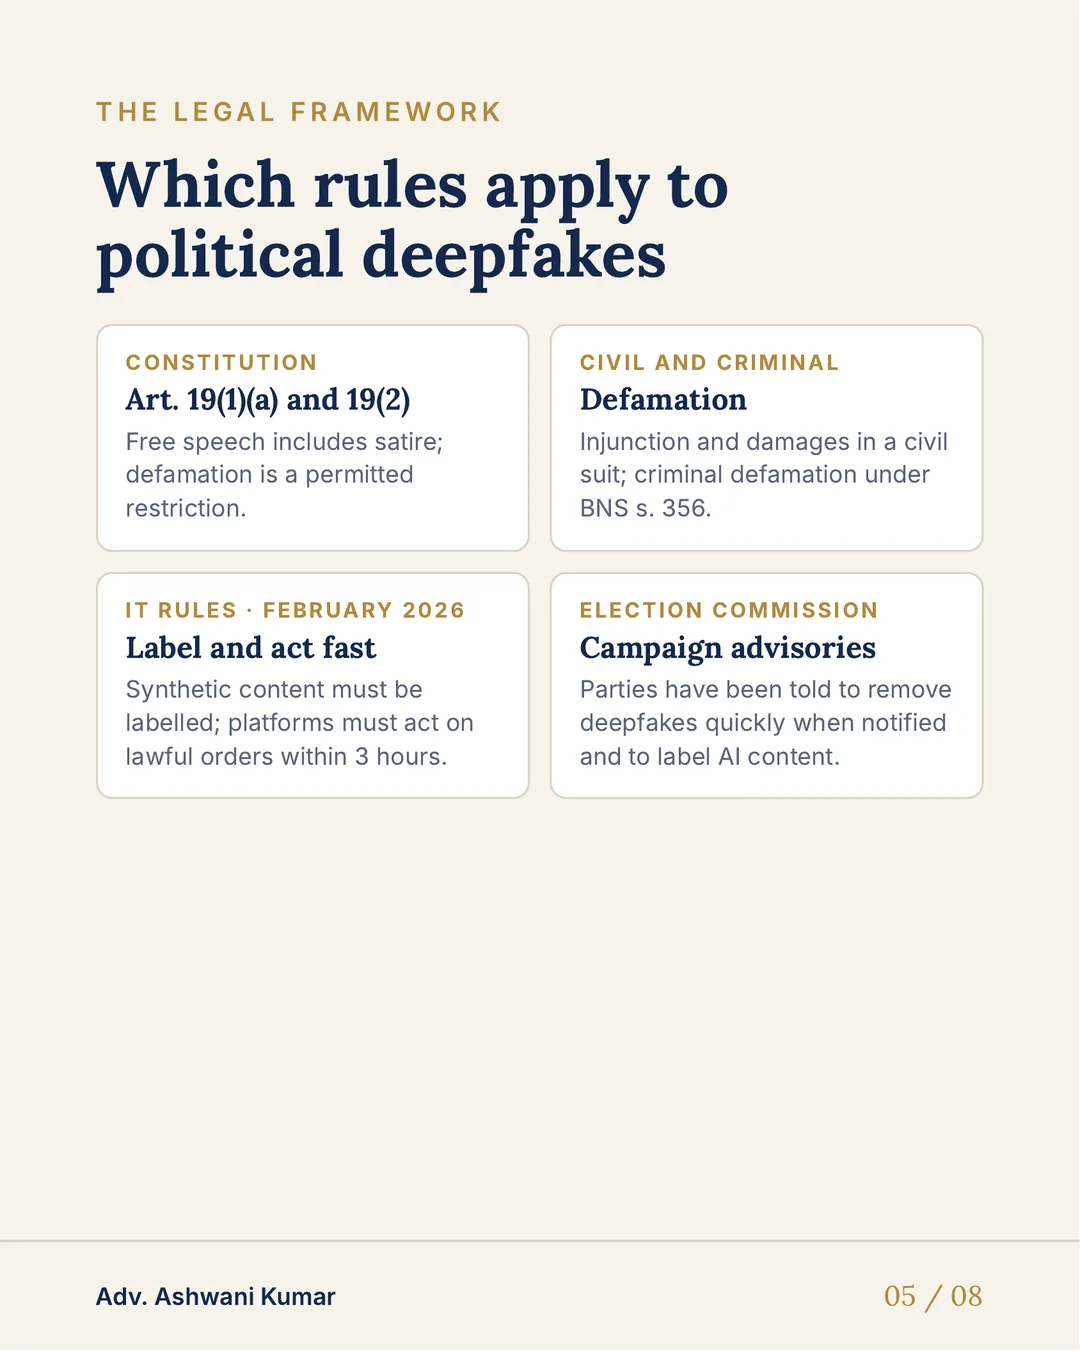 THE LEGAL FRAMEWORK
Which rules apply to
political deepfakes
CONSTITUTION
Art. 19(1)(a) and 19(2)
Free speech includes satire;
defamation is a permitted
restriction.
CIVIL AND CRIMINAL
Defamation
Injunction and damages in a civil
suit; criminal defamation under
BNS s. 356.
IT RULES · FEBRUARY 2026
Label and act fast
Synthetic content must be
labelled; platforms must act on
lawful orders within 3 hours.
ELECTION COMMISSION
Campaign advisories
Parties have been told to remove
deepfakes quickly when notified
and to label AI content.
Adv. Ashwani Kumar
05 / 08